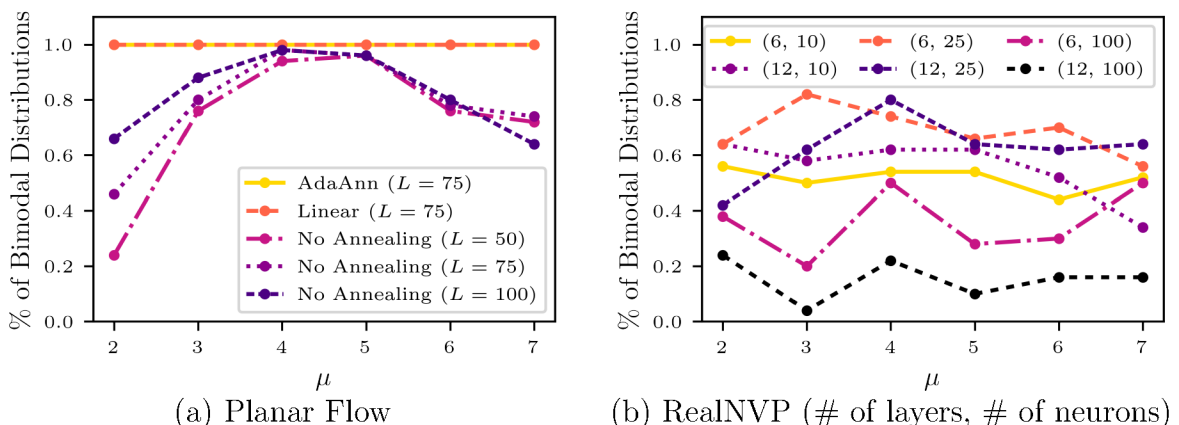 % of Bimodal Distributions
1.0
0.8
0.6
0.4
0.2
0.0
AdaAnn (L = 75)
Linear (L = 75)
No Annealing (L = 50)
No Annealing (L = 75)
No Annealing (L = 100)
2 3 4 5 6 7
μ
(a) Planar Flow
% of Bimodal Distributions
1.0
0.8
0.6
0.4
0.2
0.0
(6, 10) (6, 25) (6, 100)
(12, 10) (12, 25) (12, 100)
2 3 4 5 6 7
μ
(b) RealNVP (# of layers, # of neurons)